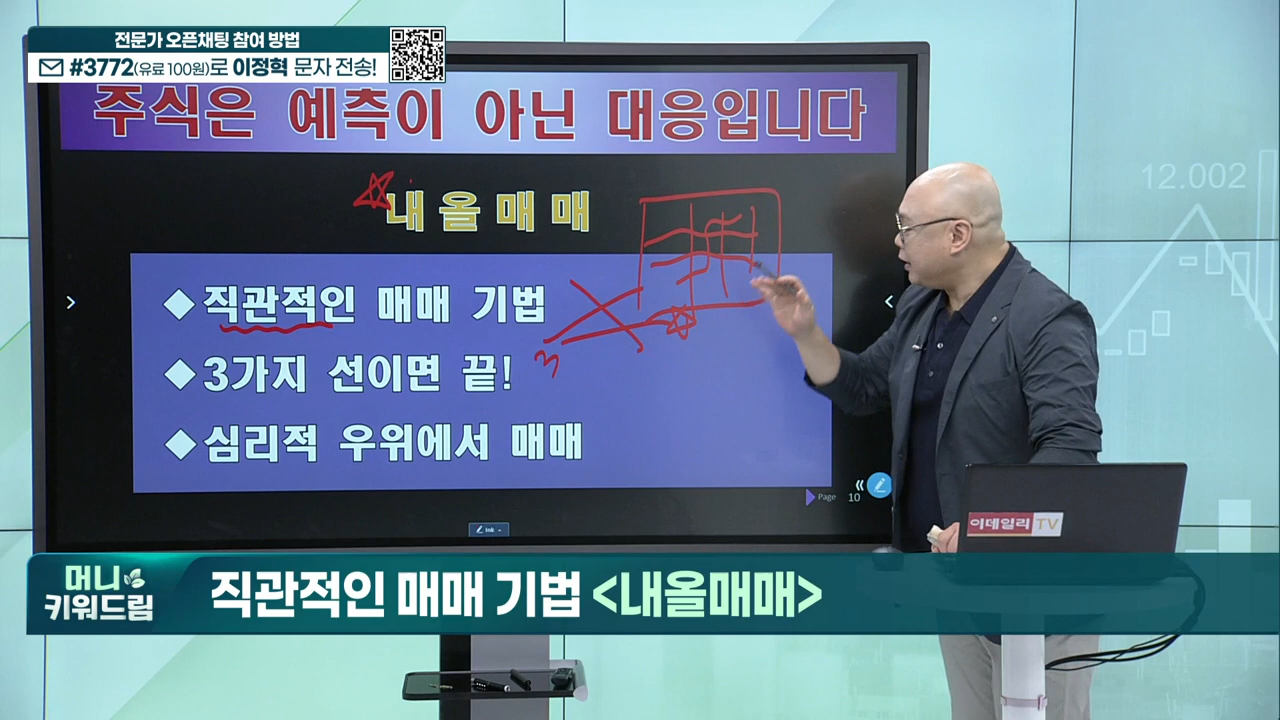 전문가 오픈채팅 참여 방법
#3772(유료 100원)로 이정혁 문자 전송!
주식은 예측이 아닌 대응입니다
내올매매
◆직관적인 매매 기법
◆3가지 선이면 끝!
◆심리적 우위에서 매매
3
Page 10
Ink
12.002
이데일리TV
머니
키워드림
직관적인 매매 기법 <내올매매>